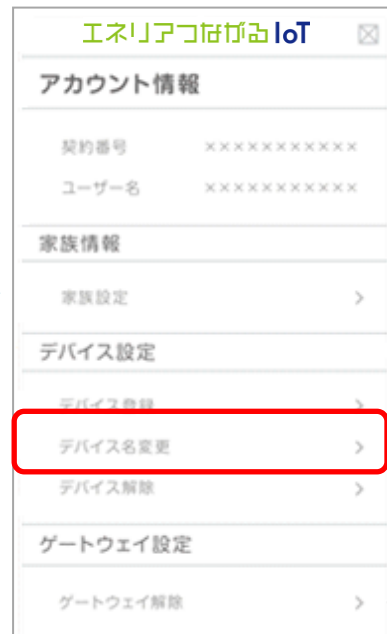 エネリアつながるIoT
アカウント情報
契約番号 ×××××××××××
ユーザー名 ×××××××××××
家族情報
家族設定
デバイス設定
デバイス登録
デバイス名変更
デバイス解除
ゲートウェイ設定
ゲートウェイ解除